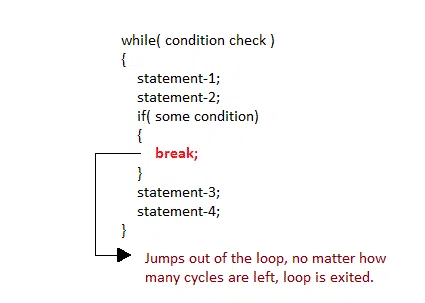 while( condition check )
{
statement-1;
statement-2;
if( some condition)
{
break;
}
statement-3;
statement-4;
}
Jumps out of the loop, no matter how
many cycles are left, loop is exited.